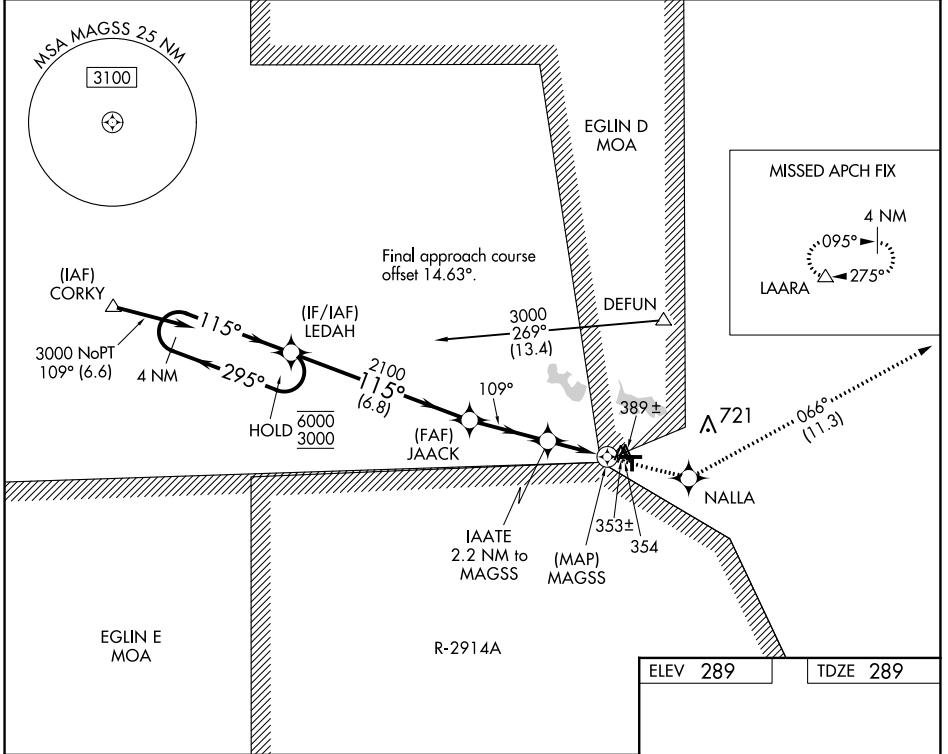 MSA MAGSS 25 NM
3100
EGLIN D
MOA
MISSED APCH FIX
4 NM
095°
275°
LAARA
Final approach course
offset 14.63°.
(IAF)
CORKY
3000 NoPT
109° (6.6)
4 NM
115°
295°
(IF/IAF)
LEDAH
HOLD
6000
3000
2100
115°
(6.8)
3000
269°
(13.4)
DEFUN
109°
(FAF)
JAACK
389 ±
721
066°
(11.3)
NALLA
IAATE
2.2 NM to
MAGSS
(MAP)
MAGSS
353±
354
EGLIN E
MOA
R-2914A
ELEV 289
TDZE 289